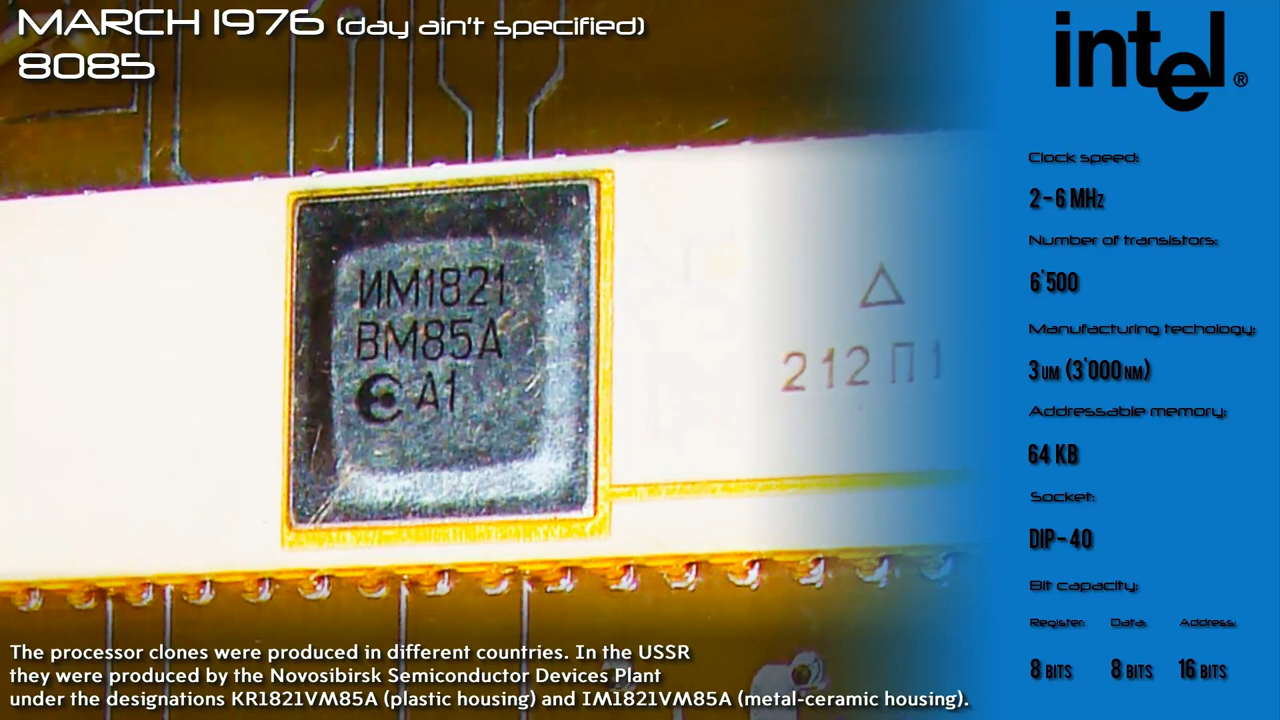 MARCH 1976 (day ain't specified)
8085
ИМ1821
ВМ85А
А1
212 П 1
The processor clones were produced in different countries. In the USSR
they were produced by the Novosibirsk Semiconductor Devices Plant
under the designations KR1821VM85A (plastic housing) and IM1821VM85A (metal-ceramic housing).
intel®
Clock speed:
2-6 MHz
Number of transistors:
6'500
Manufacturing techology:
3 UM (3'000 NM)
Addressable memory:
64 KB
Socket:
DIP-40
Bit capacity:
Register: Data: Address:
8 BITS 8 BITS 16 BITS